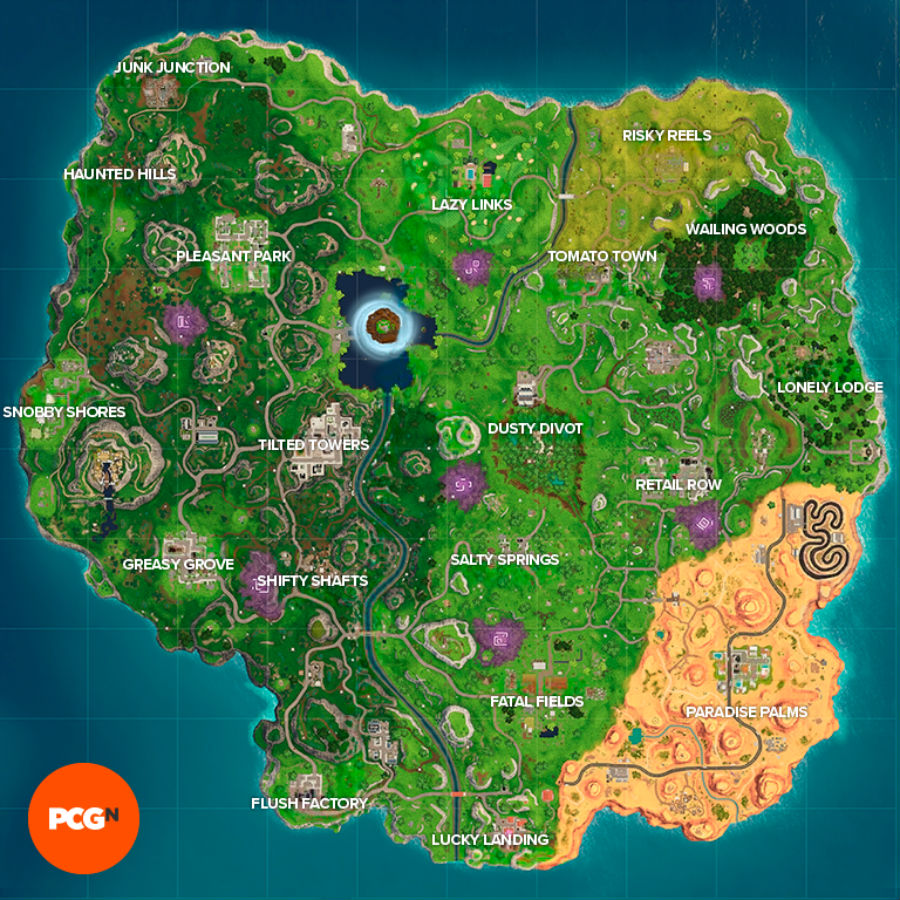 JUNK JUNCTION
RISKY REELS
HAUNTED HILLS
LAZY LINKS
WAILING WOODS
PLEASANT PARK
TOMATO TOWN
LONELY LODGE
SNOBBY SHORES
DUSTY DIVOT
TILTED TOWERS
RETAIL ROW
SALTY SPRINGS
GREASY GROVE
SHIFTY SHAFTS
FATAL FIELDS
PARADISE PALMS
FLUSH FACTORY
PCGN
LUCKY LANDING